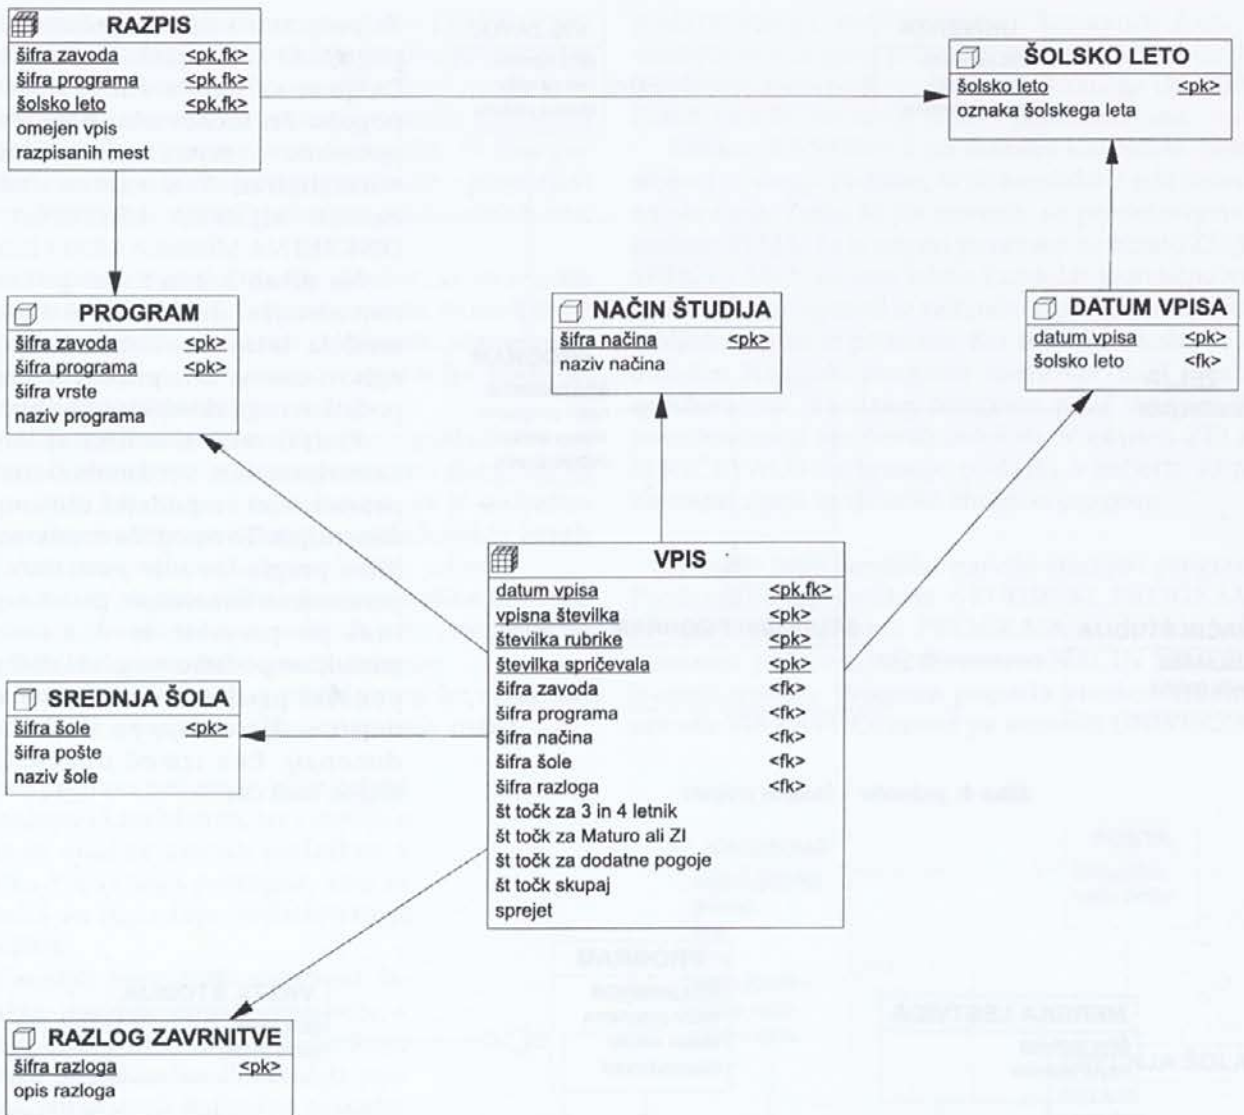 RAZPIS
šifra zavoda <pk,fk>
šifra programa <pk,fk>
šolsko leto <pk,fk>
omejen vpis
razpisanih mest
ŠOLSKO LETO
šolsko leto <pk>
oznaka šolskega leta
PROGRAM
šifra zavoda <pk>
šifra programa <pk>
šifra vrste
naziv programa
NAČIN ŠTUDIJA
šifra načina <pk>
naziv načina
DATUM VPISA
datum vpisa <pk>
šolsko leto <fk>
VPIS
datum vpisa <pk,fk>
vpisna številka <pk>
številka rubrike <pk>
številka spričevala <pk>
šifra zavoda <fk>
šifra programa <fk>
šifra načina <fk>
šifra šole <fk>
šifra razloga <fk>
št točk za 3 in 4 letnik
št točk za Maturo ali ZI
št točk za dodatne pogoje
št točk skupaj
sprejet
SREDNJA ŠOLA
šifra šole <pk>
šifra pošte
naziv šole
RAZLOG ZAVRNITVE
šifra razloga <pk>
opis razloga